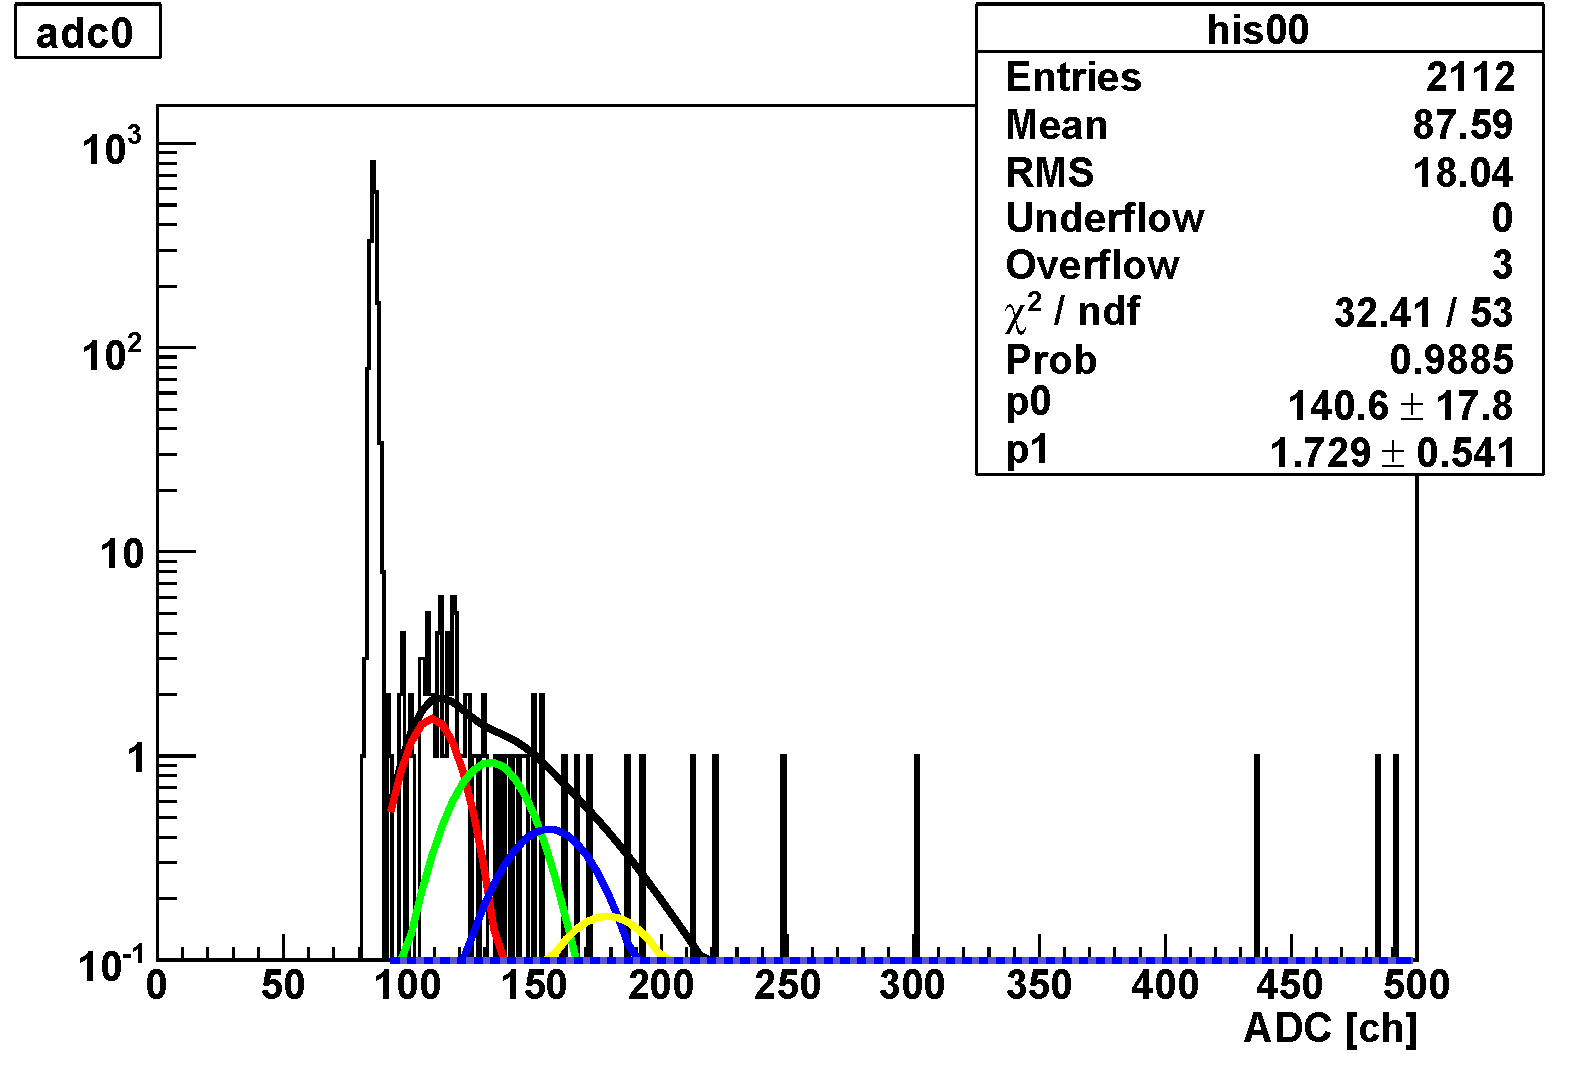 adc0
his00
Entries 2112
Mean 87.59
RMS 18.04
Underflow 0
Overflow 3
χ² / ndf 32.41 / 53
Prob 0.9885
p0 140.6 ± 17.8
p1 1.729 ± 0.541
10³
10²
10
1
10⁻¹
0 50 100 150 200 250 300 350 400 450 500
ADC [ch]